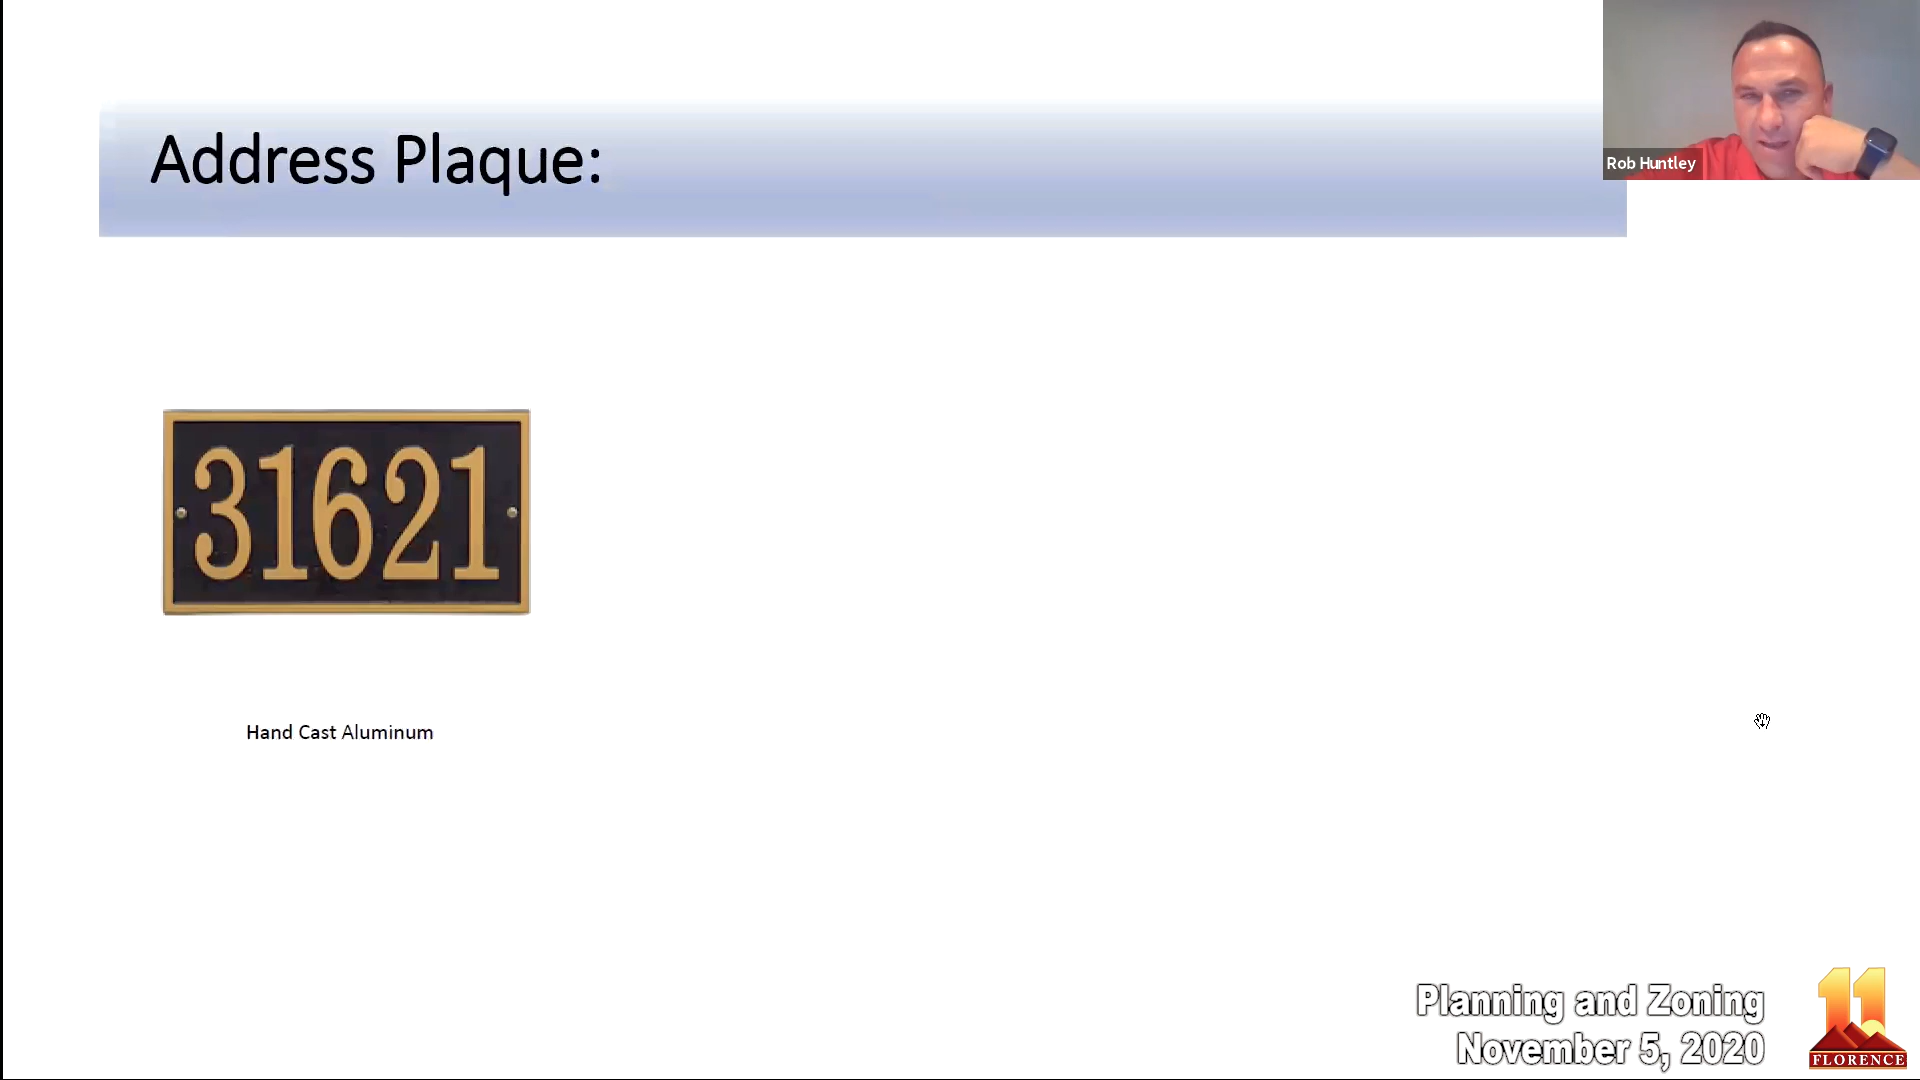 Address Plaque:
Rob Huntley
31621
Hand Cast Aluminum
Planning and Zoning
November 5, 2020
11
FLORENCE